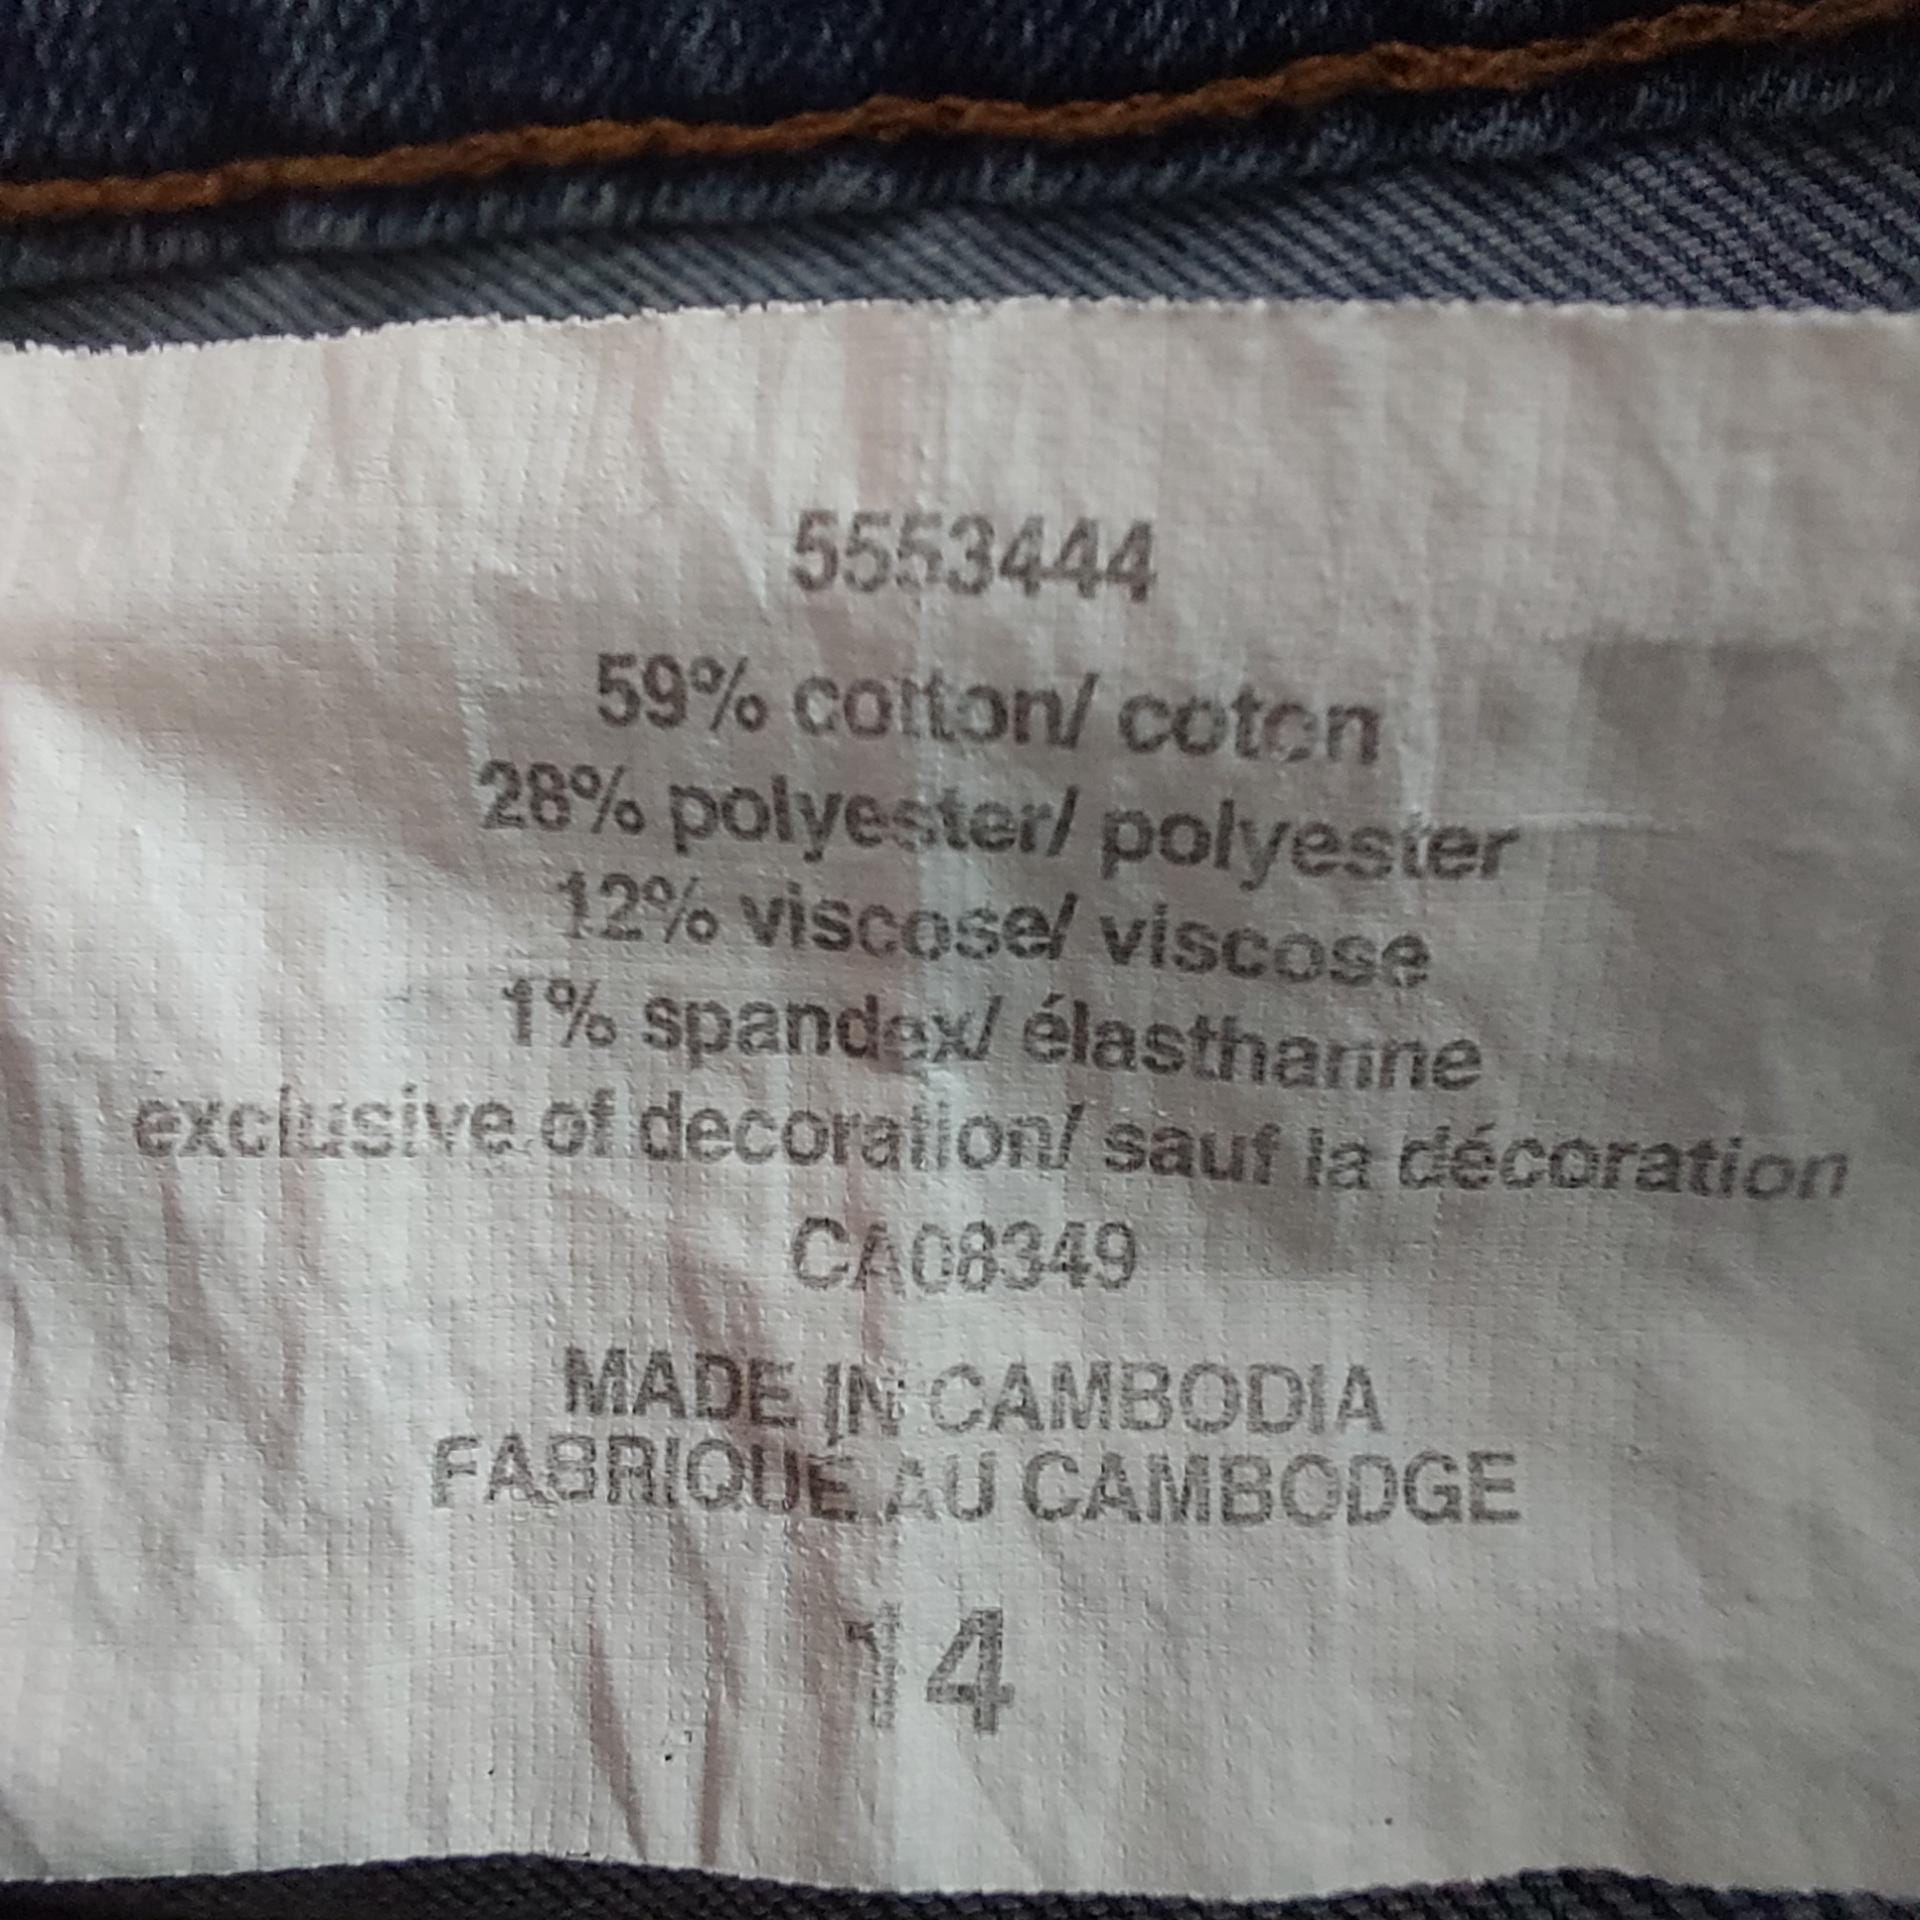 5553444
59% cotton/ coton
28% polyester/ polyester
12% viscose/ viscose
1% spandex/ élasthanne
exclusive of decoration/ sauf la décoration
CA08349
MADE IN CAMBODIA
FABRIQUÉ AU CAMBODGE
14